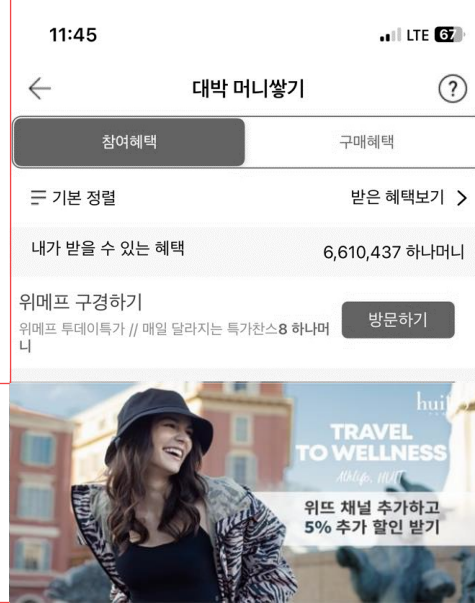 11:45 LTE 67
대박 머니쌓기 ?
참여혜택 구매혜택
기본 정렬 받은 혜택보기
내가 받을 수 있는 혜택 6,610,437 하나머니
위메프 구경하기
위메프 투데이특가 // 매일 달라지는 특가찬스8 하나머
니
방문하기
huit
TRAVEL
TO WELLNESS
위뜨 채널 추가하고
5% 추가 할인 받기